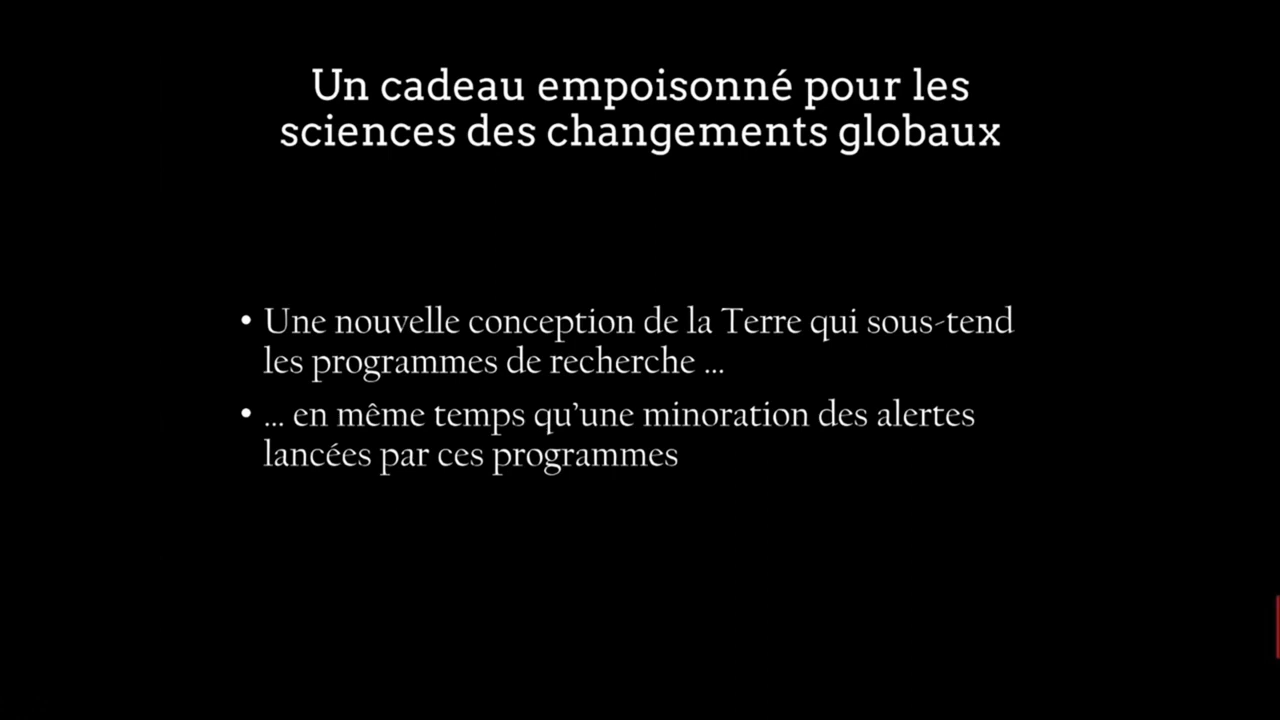 Un cadeau empoisonné pour les
sciences des changements globaux
• Une nouvelle conception de la Terre qui sous-tend
les programmes de recherche ...
• ... en même temps qu’une minoration des alertes
lancées par ces programmes